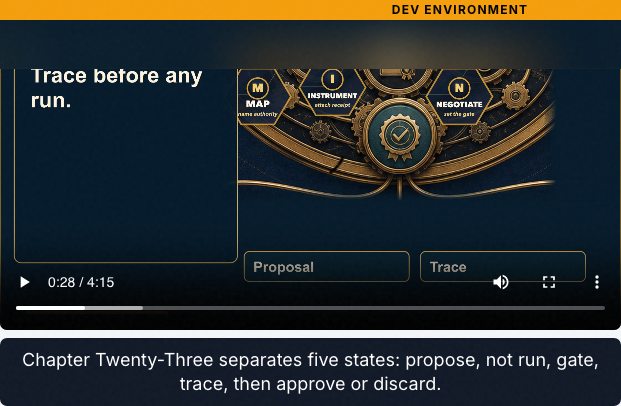 DEV ENVIRONMENT
Trace before any
run.
M
MAP
name authority
I
INSTRUMENT
attach receipt
N
NEGOTIATE
set the gate
Proposal
Trace
0:28 / 4:15
Chapter Twenty-Three separates five states: propose, not run, gate,
trace, then approve or discard.